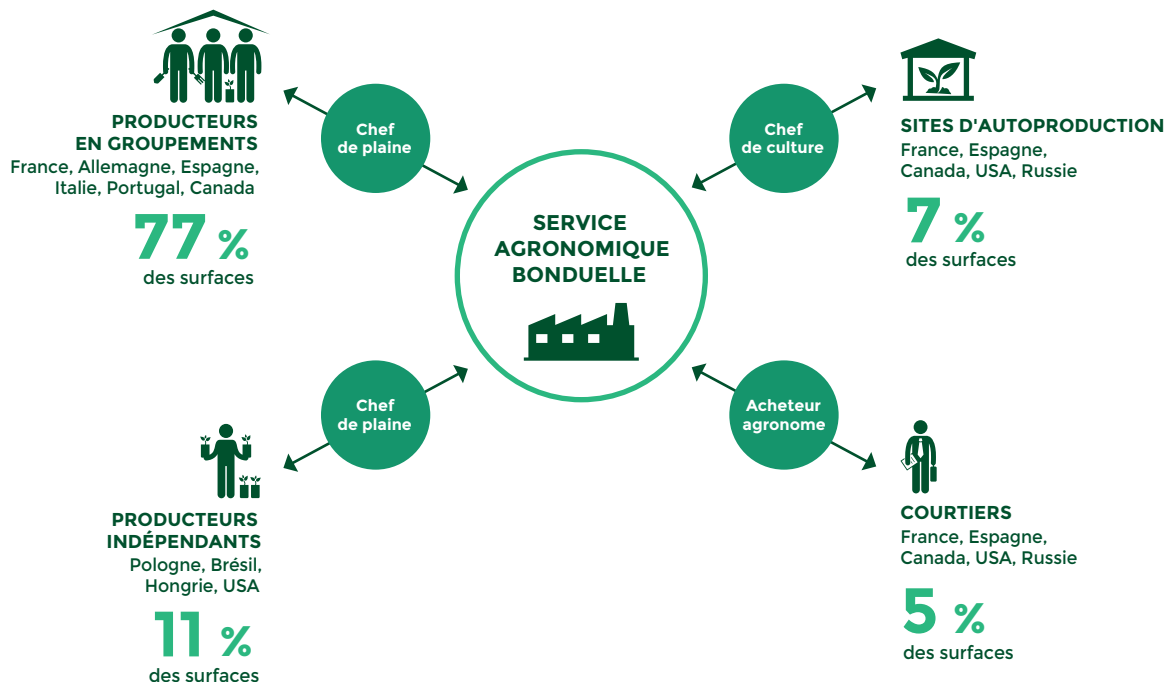 PRODUCTEURS
EN GROUPEMENTS
France, Allemagne, Espagne,
Italie, Portugal, Canada
77 %
des surfaces
Chef
de plaine
Chef
de culture
SITES D'AUTOPRODUCTION
France, Espagne,
Canada, USA, Russie
7 %
des surfaces
SERVICE
AGRONOMIQUE
BONDUELLE
Chef
de plaine
PRODUCTEURS
INDÉPENDANTS
Pologne, Brésil,
Hongrie, USA
11 %
des surfaces
Acheteur
agronome
COURTIERS
France, Espagne,
Canada, USA, Russie
5 %
des surfaces